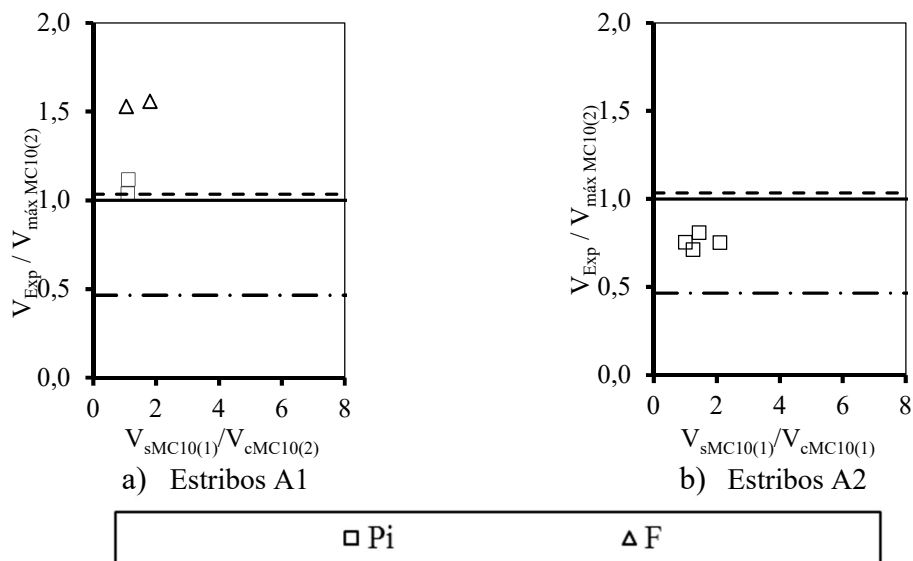 2,0
1,5
1,0
0,5
0,0
V_Exp / V_máx MC10(2)
0 2 4 6 8
V_sMC10(1)/V_cMC10(2)
a) Estribos A1
2,0
1,5
1,0
0,5
0,0
V_Exp / V_máx MC10(2)
0 2 4 6 8
V_sMC10(1)/V_cMC10(1)
b) Estribos A2
Pi F